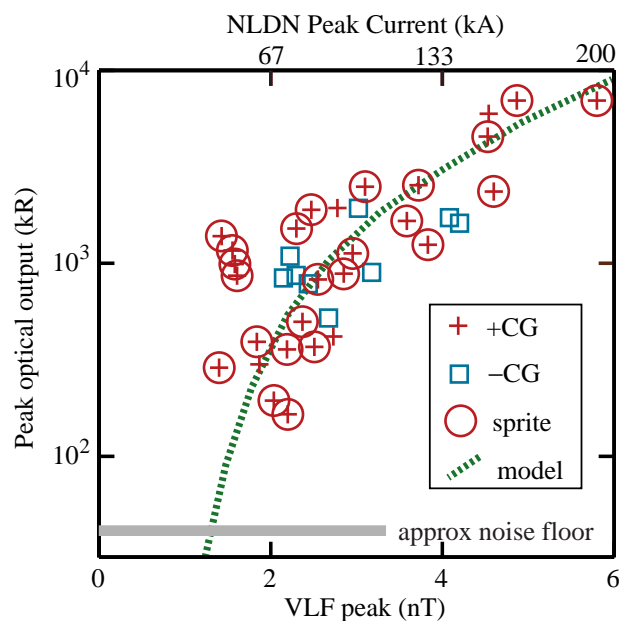 NLDN Peak Current (kA)
67 133 200
10^4
10^3
10^2
Peak optical output (kR)
+CG
−CG
sprite
model
approx noise floor
0 2 4 6
VLF peak (nT)